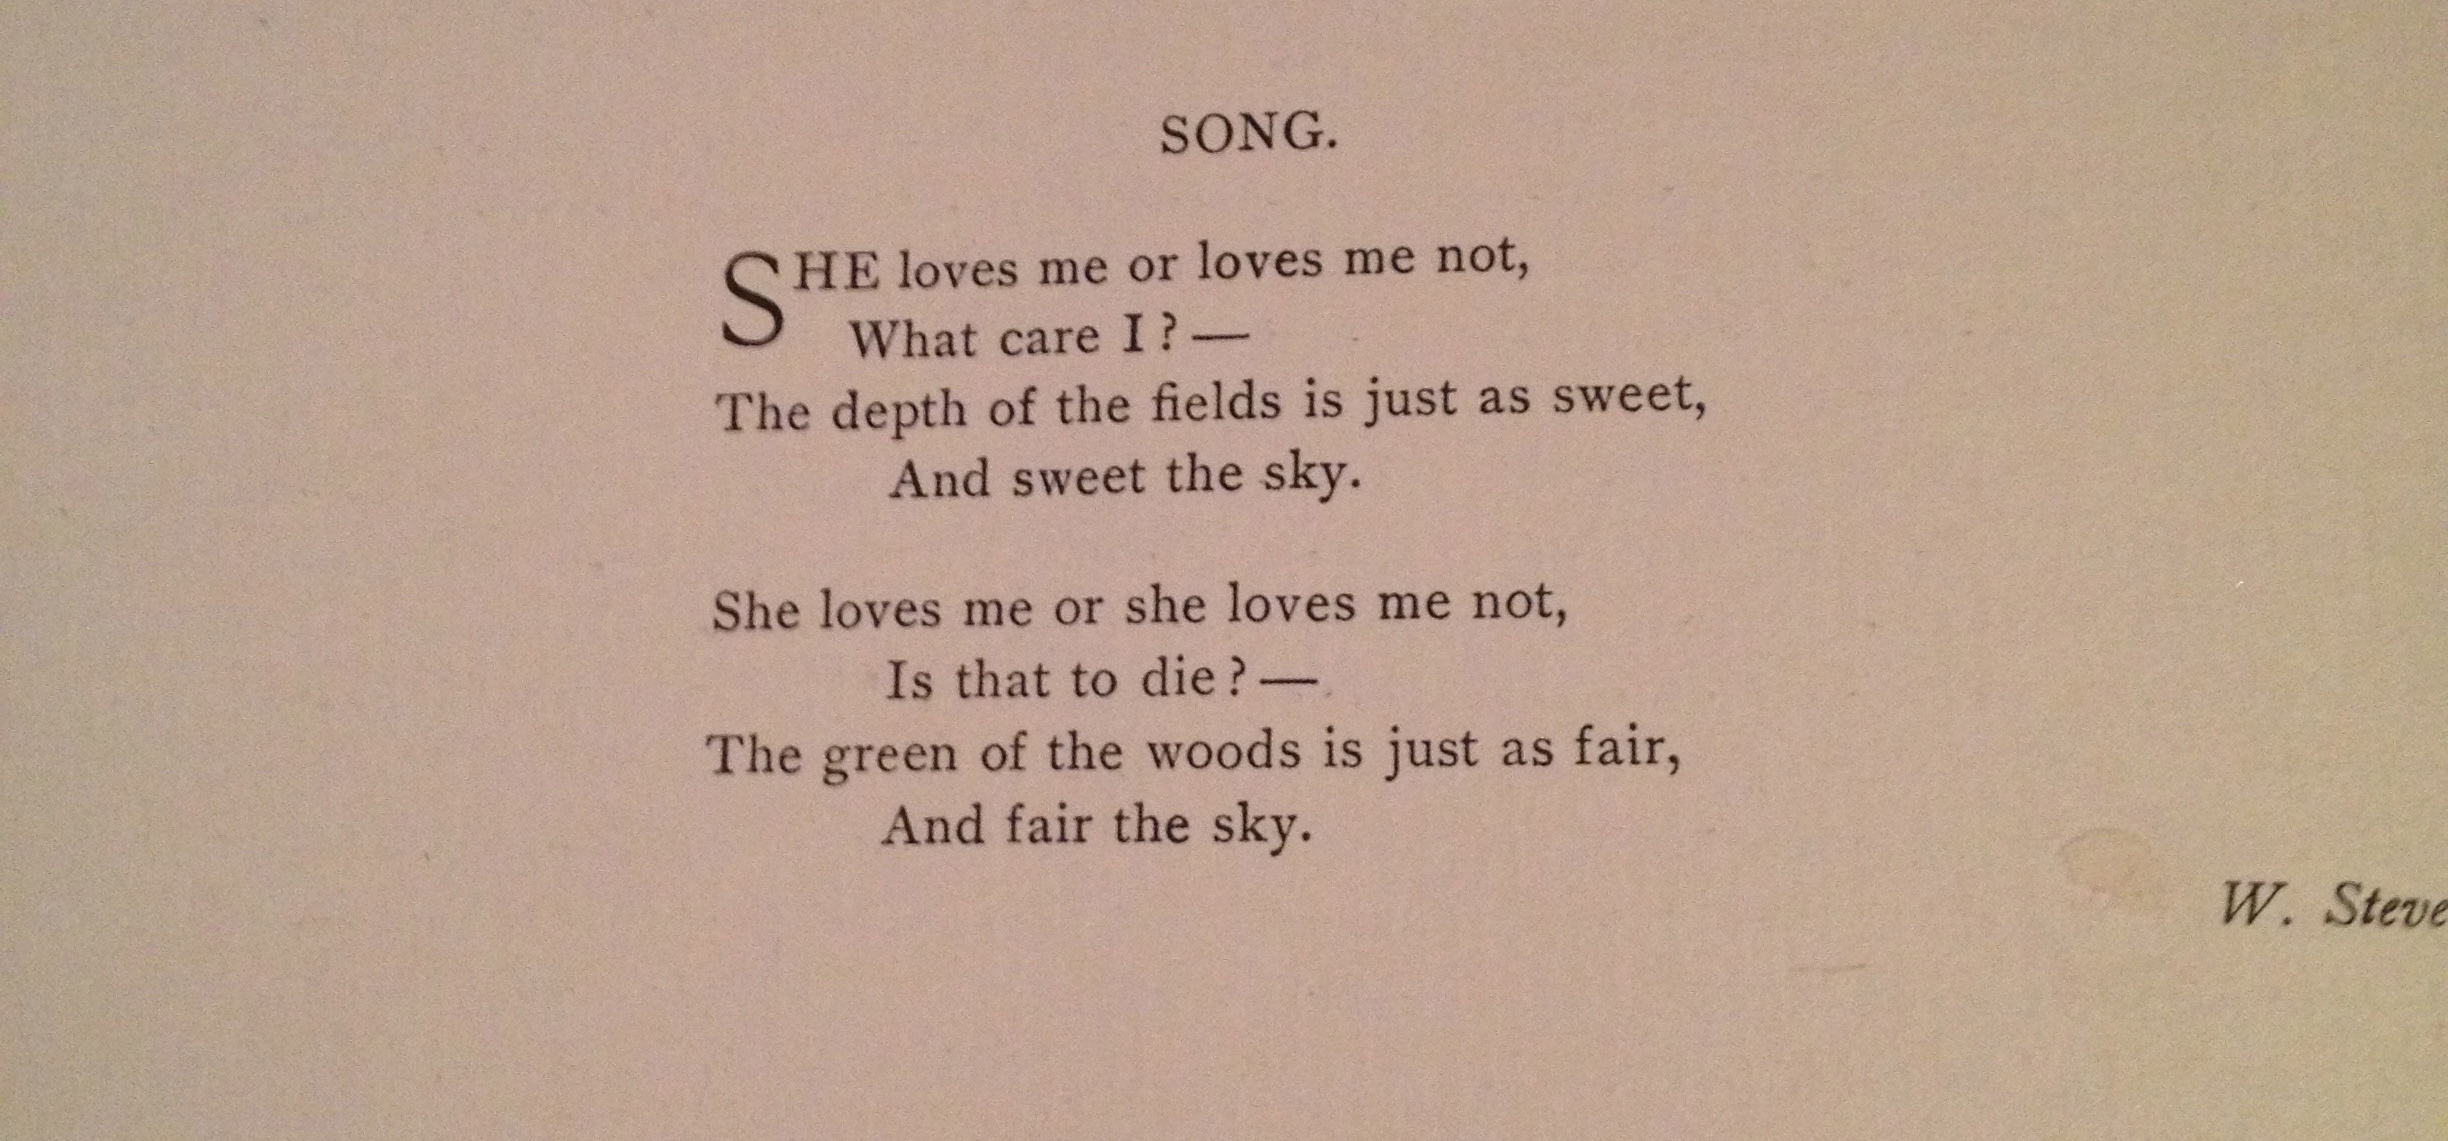 SONG.
SHE loves me or loves me not,
What care I?—
The depth of the fields is just as sweet,
And sweet the sky.
She loves me or she loves me not,
Is that to die?—
The green of the woods is just as fair,
And fair the sky.
W. Steve